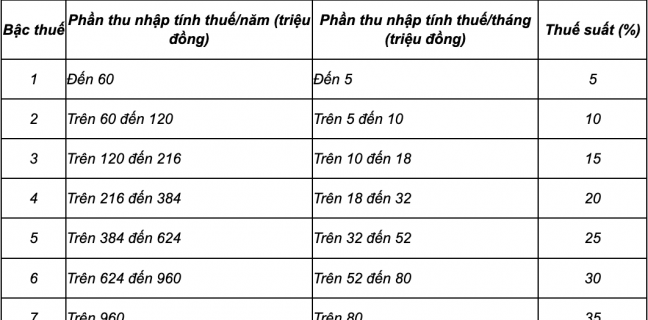 Bậc thuế Phần thu nhập tính thuế/năm (triệu đồng) Phần thu nhập tính thuế/tháng (triệu đồng) Thuế suất (%)
1 Đến 60 Đến 5 5
2 Trên 60 đến 120 Trên 5 đến 10 10
3 Trên 120 đến 216 Trên 10 đến 18 15
4 Trên 216 đến 384 Trên 18 đến 32 20
5 Trên 384 đến 624 Trên 32 đến 52 25
6 Trên 624 đến 960 Trên 52 đến 80 30
7 Trên 960 Trên 80 35